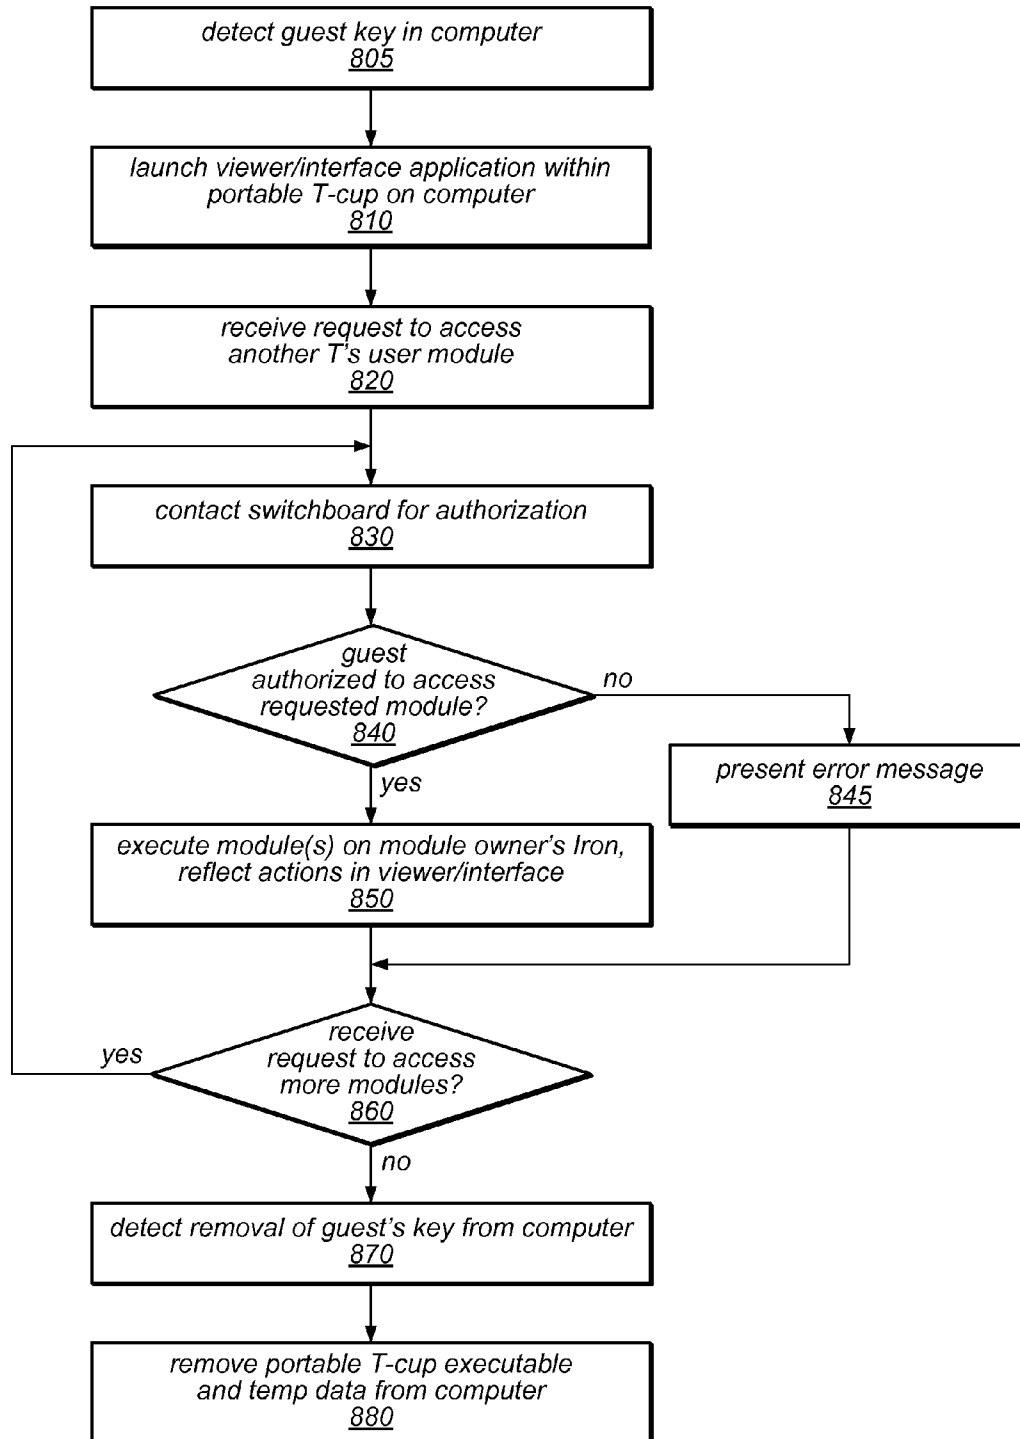 detect guest key in computer
805
launch viewer/interface application within
portable T-cup on computer
810
receive request to access
another T's user module
820
contact switchboard for authorization
830
guest
authorized to access
requested module?
840
no
yes
present error message
845
execute module(s) on module owner's Iron,
reflect actions in viewer/interface
850
receive
request to access
more modules?
860
yes
no
detect removal of guest's key from computer
870
remove portable T-cup executable
and temp data from computer
880